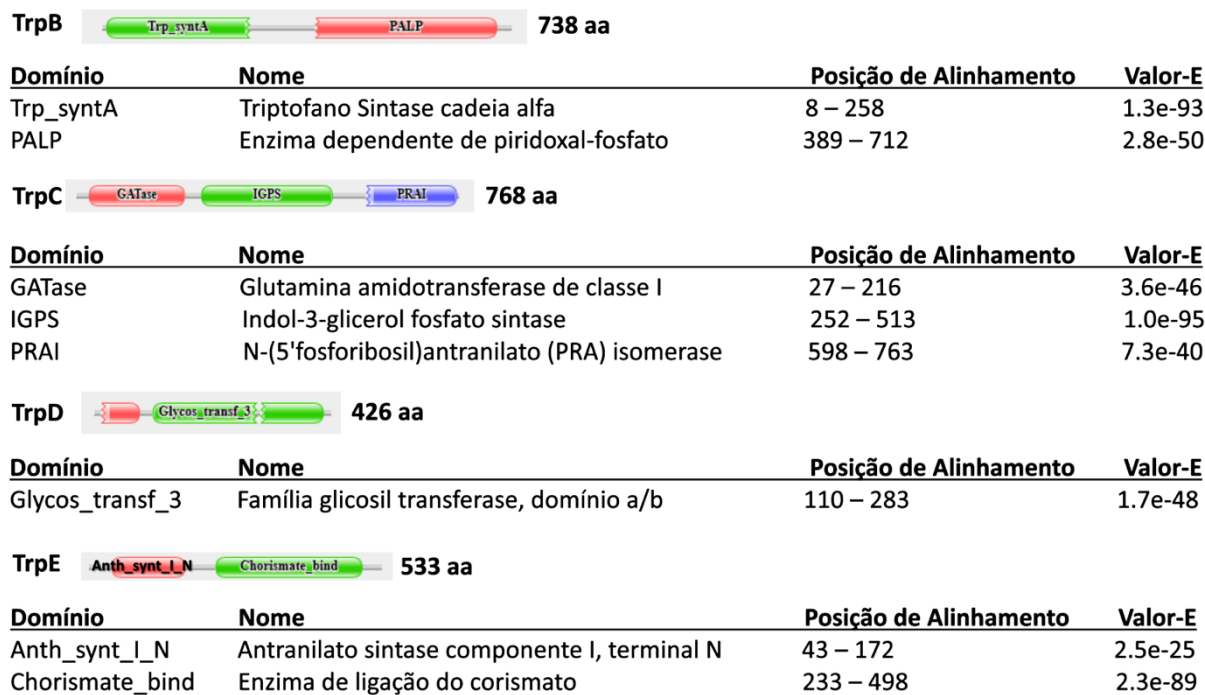 TrpB Trp_syntA PALP 738 aa
Domínio Nome Posição de Alinhamento Valor-E
Trp_syntA Triptofano Sintase cadeia alfa 8 – 258 1.3e-93
PALP Enzima dependente de piridoxal-fosfato 389 – 712 2.8e-50
TrpC GATase IGPS PRAI 768 aa
Domínio Nome Posição de Alinhamento Valor-E
GATase Glutamina amidotransferase de classe I 27 – 216 3.6e-46
IGPS Indol-3-glicerol fosfato sintase 252 – 513 1.0e-95
PRAI N-(5'fosforibosil)antranilato (PRA) isomerase 598 – 763 7.3e-40
TrpD Glycos_transf_3 426 aa
Domínio Nome Posição de Alinhamento Valor-E
Glycos_transf_3 Família glicosil transferase, domínio a/b 110 – 283 1.7e-48
TrpE Anth_synt_I_N Chorismate_bind 533 aa
Domínio Nome Posição de Alinhamento Valor-E
Anth_synt_I_N Antranilato sintase componente I, terminal N 43 – 172 2.5e-25
Chorismate_bind Enzima de ligação do corismato 233 – 498 2.3e-89